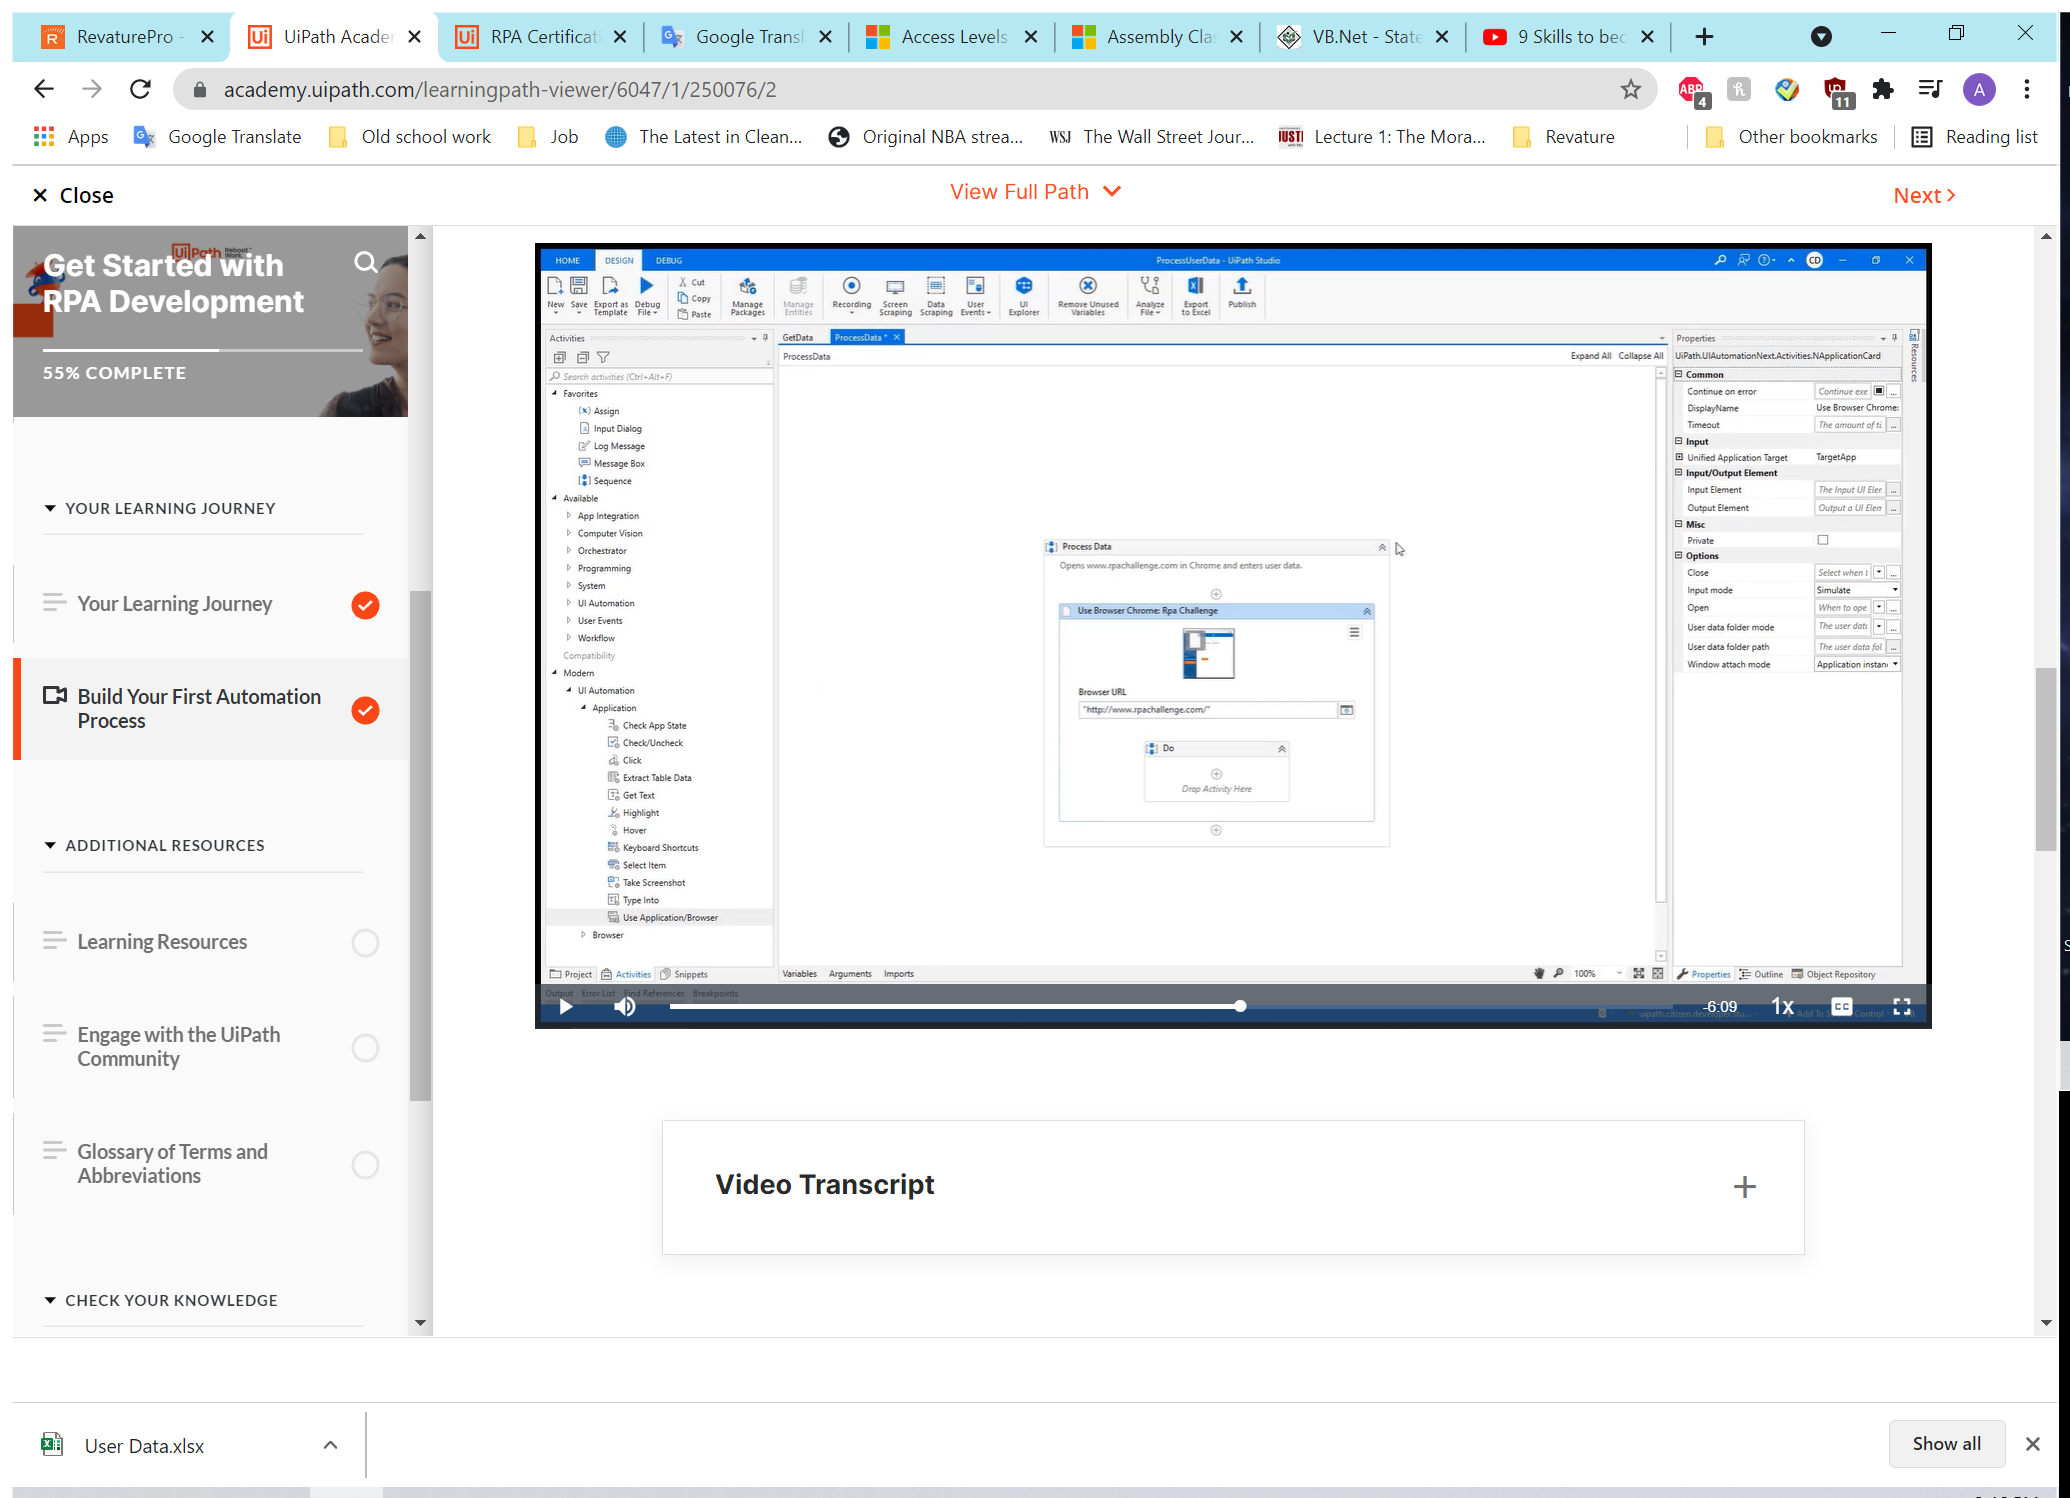 RevaturePro -
UiPath Acade
RPA Certificat
Google Transl
Access Levels
Assembly Clas
VB.Net - State
9 Skills to bec
academy.uipath.com/learningpath-viewer/6047/1/250076/2
ABP 4
11
A
Apps
Google Translate
Old school work
Job
The Latest in Clean...
Original NBA strea...
WSJ The Wall Street Jour...
Lecture 1: The Mora...
Revature
Other bookmarks
Reading list
× Close
View Full Path
Next >
UiPath Reboot
Get Started with
RPA Development
55% COMPLETE
YOUR LEARNING JOURNEY
Your Learning Journey
Build Your First Automation
Process
ADDITIONAL RESOURCES
Learning Resources
Engage with the UiPath
Community
Glossary of Terms and
Abbreviations
CHECK YOUR KNOWLEDGE
HOME DESIGN DEBUG
ProcessUserData - UiPath Studio
CD
New
Save
Export as
Template
Debug
File
Cut
Copy
Paste
Manage
Packages
Manage
Entities
Recording
Screen
Scraping
Data
Scraping
User
Events
UI
Explorer
Remove Unused
Variables
Analyze
File
Export
to Excel
Publish
Activities
Search activities (Ctrl+Alt+F)
Favorites
Assign
Input Dialog
Log Message
Message Box
Sequence
Available
App Integration
Computer Vision
Orchestrator
Programming
System
UI Automation
User Events
Workflow
Compatibility
Modern
UI Automation
Application
Check App State
Check/Uncheck
Click
Extract Table Data
Get Text
Highlight
Hover
Keyboard Shortcuts
Select Item
Take Screenshot
Type Into
Use Application/Browser
Browser
Project Activities Snippets
Output Error List Find References Breakpoints
GetData ProcessData *
ProcessData
Expand All Collapse All
Process Data
Opens www.rpachallenge.com in Chrome and enters user data.
Use Browser Chrome: Rpa Challenge
Browser URL
"http://www.rpachallenge.com/"
Do
Drop Activity Here
Variables Arguments Imports
100%
Properties
Resources
UiPath.UIAutomationNext.Activities.NApplicationCard
Common
Continue on error Continue exe ...
DisplayName Use Browser Chrome:
Timeout The amount of ti ...
Input
Unified Application Target TargetApp
Input/Output Element
Input Element The Input UI Eler ...
Output Element Output a UI Elem ...
Misc
Private
Options
Close Select when t ...
Input mode Simulate
Open When to ope ...
User data folder mode The user datc ...
User data folder path The user data fol ...
Window attach mode Application instan
Properties Outline Object Repository
-6:09
1x
CC
Video Transcript
User Data.xlsx
Show all